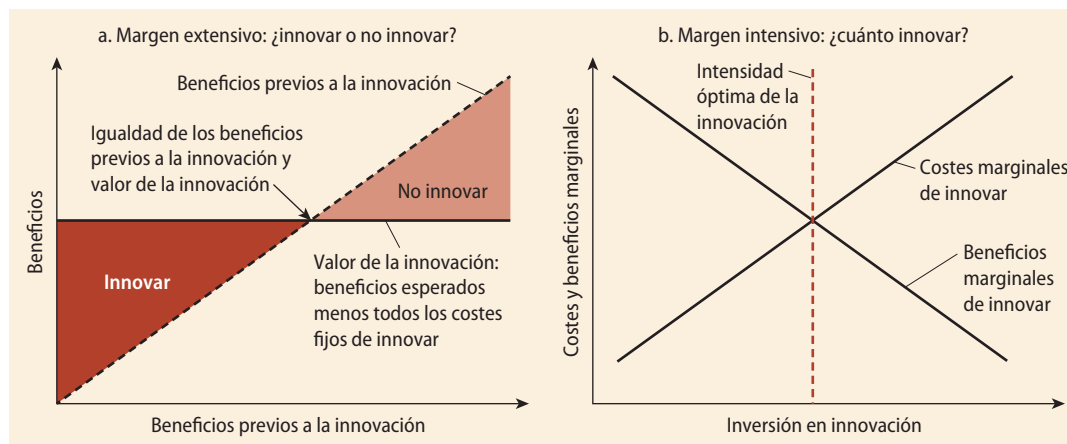 a. Margen extensivo: ¿innovar o no innovar?
Beneficios previos a la innovación
Igualdad de los beneficios
previos a la innovación y
valor de la innovación
No innovar
Innovar
Valor de la innovación:
beneficios esperados
menos todos los costes
fijos de innovar
Beneficios
Beneficios previos a la innovación
b. Margen intensivo: ¿cuánto innovar?
Intensidad
óptima de la
innovación
Costes marginales
de innovar
Beneficios
marginales
de innovar
Costes y beneficios marginales
Inversión en innovación